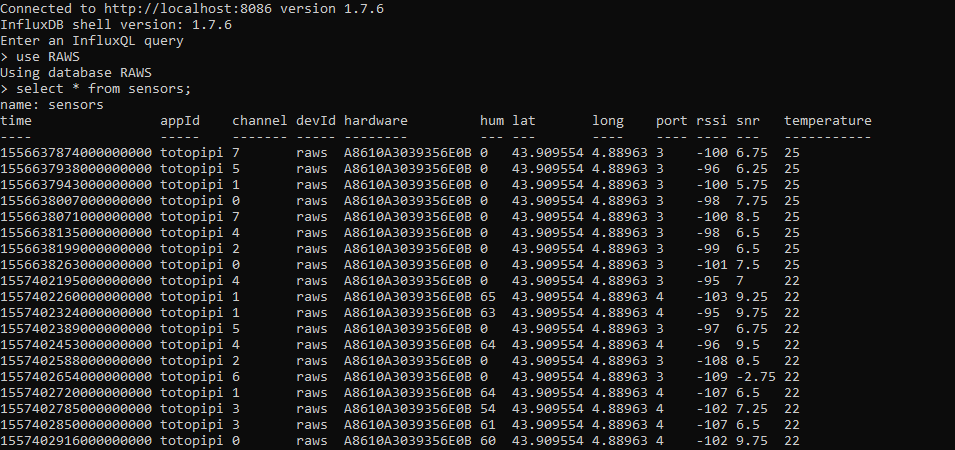 Connected to http://localhost:8086 version 1.7.6
InfluxDB shell version: 1.7.6
Enter an InfluxQL query
> use RAWS
Using database RAWS
> select * from sensors;
name: sensors
time                appId    channel devId hardware         hum lat       long    port rssi snr   temperature
----                -----    ------- ----- --------         --- ---       ----    ---- ---- ---   -----------
1556637874000000000 totopipi 7       raws  A8610A3039356E0B 0   43.909554 4.88963 3    -100 6.75  25
1556637938000000000 totopipi 5       raws  A8610A3039356E0B 0   43.909554 4.88963 3    -96  6.25  25
1556637943000000000 totopipi 1       raws  A8610A3039356E0B 0   43.909554 4.88963 3    -100 5.75  25
1556638007000000000 totopipi 0       raws  A8610A3039356E0B 0   43.909554 4.88963 3    -98  7.75  25
1556638071000000000 totopipi 7       raws  A8610A3039356E0B 0   43.909554 4.88963 3    -100 8.5   25
1556638135000000000 totopipi 4       raws  A8610A3039356E0B 0   43.909554 4.88963 3    -98  6.5   25
1556638199000000000 totopipi 2       raws  A8610A3039356E0B 0   43.909554 4.88963 3    -99  6.5   25
1556638263000000000 totopipi 0       raws  A8610A3039356E0B 0   43.909554 4.88963 3    -101 7.5   25
1557402195000000000 totopipi 4       raws  A8610A3039356E0B 0   43.909554 4.88963 3    -95  7     22
1557402260000000000 totopipi 1       raws  A8610A3039356E0B 65  43.909554 4.88963 4    -103 9.25  22
1557402324000000000 totopipi 1       raws  A8610A3039356E0B 63  43.909554 4.88963 4    -95  9.75  22
1557402389000000000 totopipi 5       raws  A8610A3039356E0B 0   43.909554 4.88963 3    -97  6.75  22
1557402453000000000 totopipi 4       raws  A8610A3039356E0B 64  43.909554 4.88963 4    -96  9.5   22
1557402588000000000 totopipi 2       raws  A8610A3039356E0B 0   43.909554 4.88963 3    -108 0.5   22
1557402654000000000 totopipi 6       raws  A8610A3039356E0B 0   43.909554 4.88963 3    -109 -2.75 22
1557402720000000000 totopipi 1       raws  A8610A3039356E0B 64  43.909554 4.88963 4    -107 6.5   22
1557402785000000000 totopipi 3       raws  A8610A3039356E0B 54  43.909554 4.88963 4    -102 7.25  22
1557402850000000000 totopipi 3       raws  A8610A3039356E0B 61  43.909554 4.88963 4    -107 6.5   22
1557402916000000000 totopipi 0       raws  A8610A3039356E0B 60  43.909554 4.88963 4    -102 9.75  22